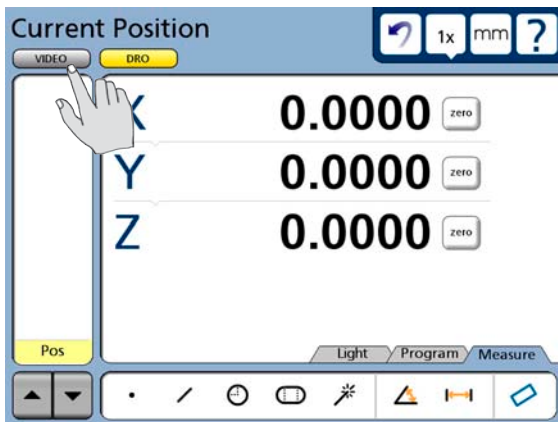 Current Position
1x mm ?
VIDEO DRO
X 0.0000 zero
Y 0.0000 zero
Z 0.0000 zero
Pos
Light Program Measure